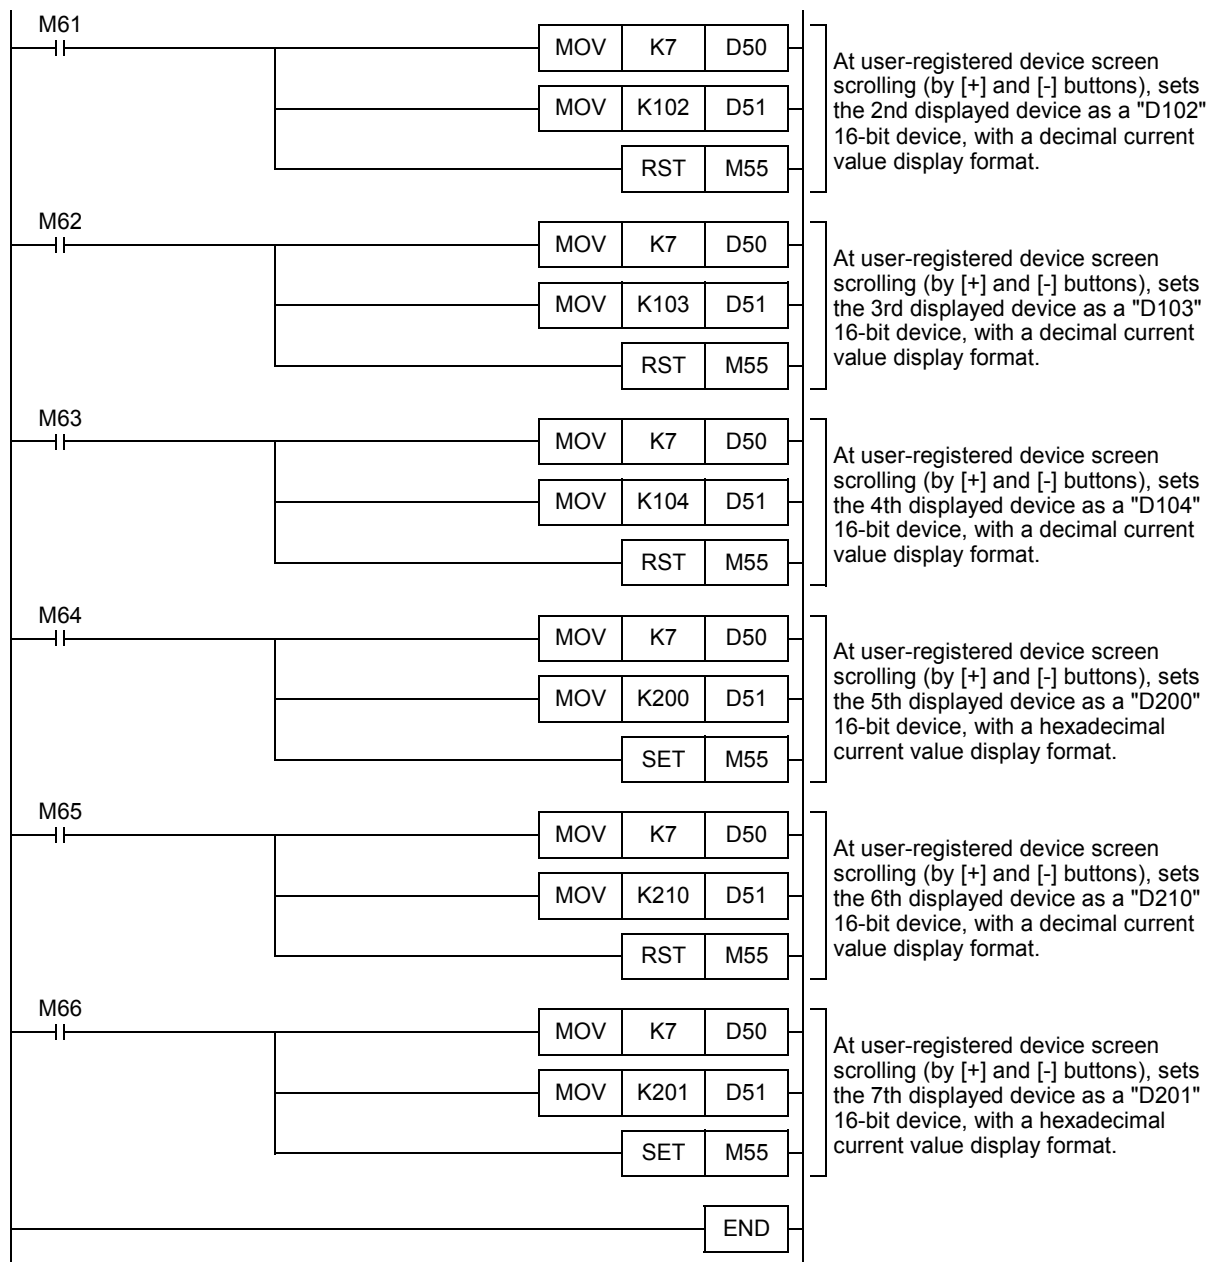 M61
MOV K7 D50
MOV K102 D51
RST M55
At user-registered device screen
scrolling (by [+] and [-] buttons), sets
the 2nd displayed device as a "D102"
16-bit device, with a decimal current
value display format.
M62
MOV K7 D50
MOV K103 D51
RST M55
At user-registered device screen
scrolling (by [+] and [-] buttons), sets
the 3rd displayed device as a "D103"
16-bit device, with a decimal current
value display format.
M63
MOV K7 D50
MOV K104 D51
RST M55
At user-registered device screen
scrolling (by [+] and [-] buttons), sets
the 4th displayed device as a "D104"
16-bit device, with a decimal current
value display format.
M64
MOV K7 D50
MOV K200 D51
SET M55
At user-registered device screen
scrolling (by [+] and [-] buttons), sets
the 5th displayed device as a "D200"
16-bit device, with a hexadecimal
current value display format.
M65
MOV K7 D50
MOV K210 D51
RST M55
At user-registered device screen
scrolling (by [+] and [-] buttons), sets
the 6th displayed device as a "D210"
16-bit device, with a decimal current
value display format.
M66
MOV K7 D50
MOV K201 D51
SET M55
At user-registered device screen
scrolling (by [+] and [-] buttons), sets
the 7th displayed device as a "D201"
16-bit device, with a hexadecimal
current value display format.
END